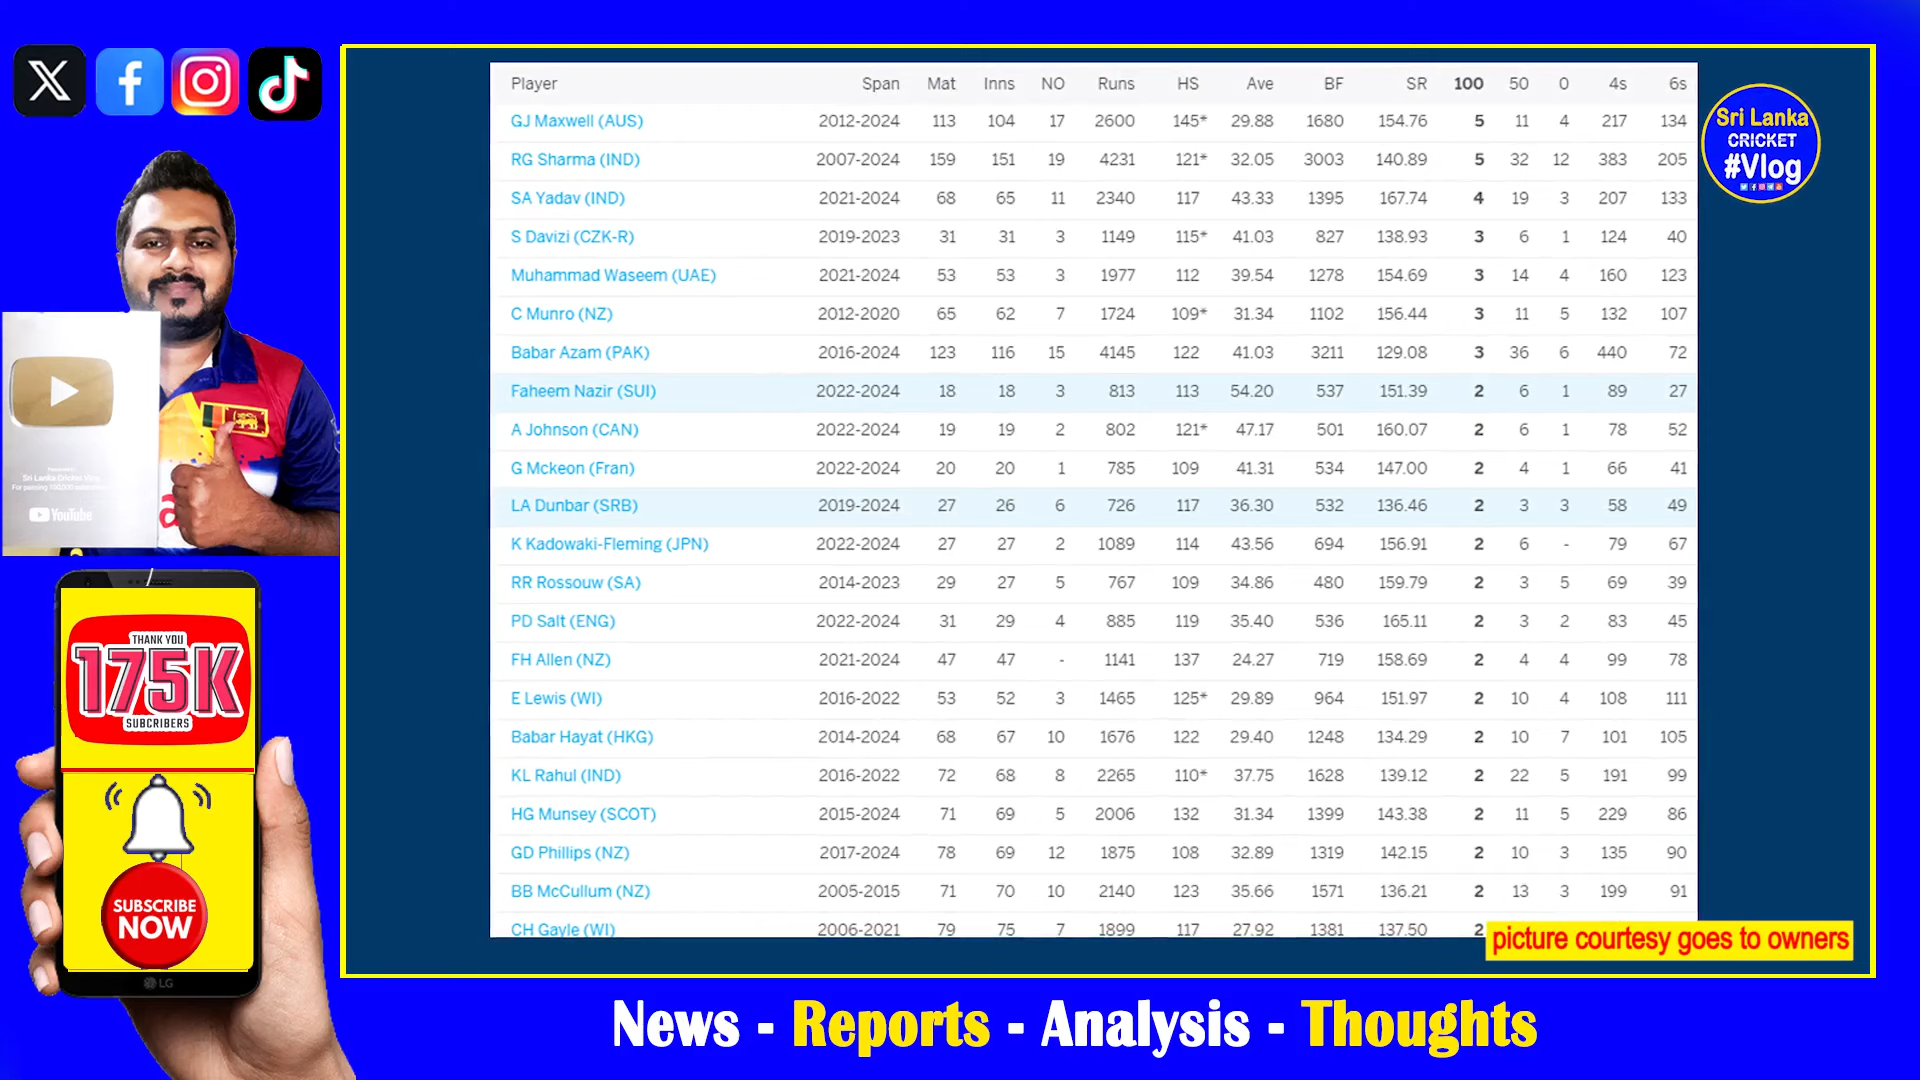 Player Span Mat Inns NO Runs HS Ave BF SR 100 50 0 4s 6s
GJ Maxwell (AUS) 2012-2024 113 104 17 2600 145* 29.88 1680 154.76 5 11 4 217 134
RG Sharma (IND) 2007-2024 159 151 19 4231 121* 32.05 3003 140.89 5 32 12 383 205
SA Yadav (IND) 2021-2024 68 65 11 2340 117 43.33 1395 167.74 4 19 3 207 133
S Davizi (CZK-R) 2019-2023 31 31 3 1149 115* 41.03 827 138.93 3 6 1 124 40
Muhammad Waseem (UAE) 2021-2024 53 53 3 1977 112 39.54 1278 154.69 3 14 4 160 123
C Munro (NZ) 2012-2020 65 62 7 1724 109* 31.34 1102 156.44 3 11 5 132 107
Babar Azam (PAK) 2016-2024 123 116 15 4145 122 41.03 3211 129.08 3 36 6 440 72
Faheem Nazir (SUI) 2022-2024 18 18 3 813 113 54.20 537 151.39 2 6 1 89 27
A Johnson (CAN) 2022-2024 19 19 2 802 121* 47.17 501 160.07 2 6 1 78 52
G Mckeon (Fran) 2022-2024 20 20 1 785 109 41.31 534 147.00 2 4 1 66 41
LA Dunbar (SRB) 2019-2024 27 26 6 726 117 36.30 532 136.46 2 3 3 58 49
K Kadowaki-Fleming (JPN) 2022-2024 27 27 2 1089 114 43.56 694 156.91 2 6 - 79 67
RR Rossouw (SA) 2014-2023 29 27 5 767 109 34.86 480 159.79 2 3 5 69 39
PD Salt (ENG) 2022-2024 31 29 4 885 119 35.40 536 165.11 2 3 2 83 45
FH Allen (NZ) 2021-2024 47 47 - 1141 137 24.27 719 158.69 2 4 4 99 78
E Lewis (WI) 2016-2022 53 52 3 1465 125* 29.89 964 151.97 2 10 4 108 111
Babar Hayat (HKG) 2014-2024 68 67 10 1676 122 29.40 1248 134.29 2 10 7 101 105
KL Rahul (IND) 2016-2022 72 68 8 2265 110* 37.75 1628 139.12 2 22 5 191 99
HG Munsey (SCOT) 2015-2024 71 69 5 2006 132 31.34 1399 143.38 2 11 5 229 86
GD Phillips (NZ) 2017-2024 78 69 12 1875 108 32.89 1319 142.15 2 10 3 135 90
BB McCullum (NZ) 2005-2015 71 70 10 2140 123 35.66 1571 136.21 2 13 3 199 91
CH Gayle (WI) 2006-2021 79 75 7 1899 117 27.92 1381 137.50 2
picture courtesy goes to owners
Sri Lanka
CRICKET
#Vlog
Sri Lanka Cricket Vlog
YouTube
THANK YOU
175K
SUBCRIBERS
SUBSCRIBE
NOW
LG
News - Reports - Analysis - Thoughts